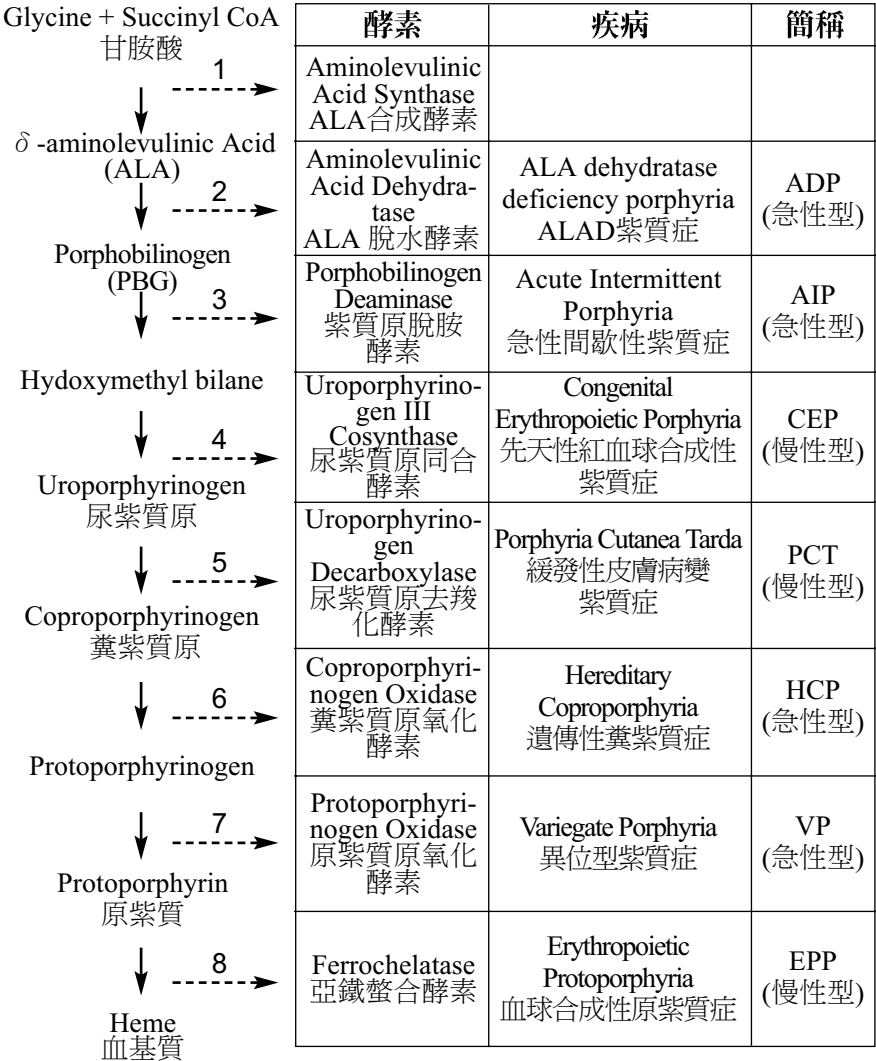 Glycine + Succinyl CoA
甘胺酸
1
δ -aminolevulinic Acid
(ALA)
2
Porphobilinogen
(PBG)
3
Hydoxymethyl bilane
4
Uroporphyrinogen
尿紫質原
5
Coproporphyrinogen
糞紫質原
6
Protoporphyrinogen
7
Protoporphyrin
原紫質
8
Heme
血基質
酵素
疾病
簡稱
Aminolevulinic
Acid Synthase
ALA合成酵素
Aminolevulinic
Acid Dehydra-
tase
ALA 脫水酵素
ALA dehydratase
deficiency porphyria
ALAD紫質症
ADP
(急性型)
Porphobilinogen
Deaminase
紫質原脫胺
酵素
Acute Intermittent
Porphyria
急性間歇性紫質症
AIP
(急性型)
Uroporphyrino-
gen III
Cosynthase
尿紫質原同合
酵素
Congenital
Erythropoietic Porphyria
先天性紅血球合成性
紫質症
CEP
(慢性型)
Uroporphyrino-
gen
Decarboxylase
尿紫質原去羧
化酵素
Porphyria Cutanea Tarda
緩發性皮膚病變
紫質症
PCT
(慢性型)
Coproporphyri-
nogen Oxidase
糞紫質原氧化
酵素
Hereditary
Coproporphyria
遺傳性糞紫質症
HCP
(急性型)
Protoporphyri-
nogen Oxidase
原紫質原氧化
酵素
Variegate Porphyria
異位型紫質症
VP
(急性型)
Ferrochelatase
亞鐵螯合酵素
Erythropoietic
Protoporphyria
血球合成性原紫質症
EPP
(慢性型)